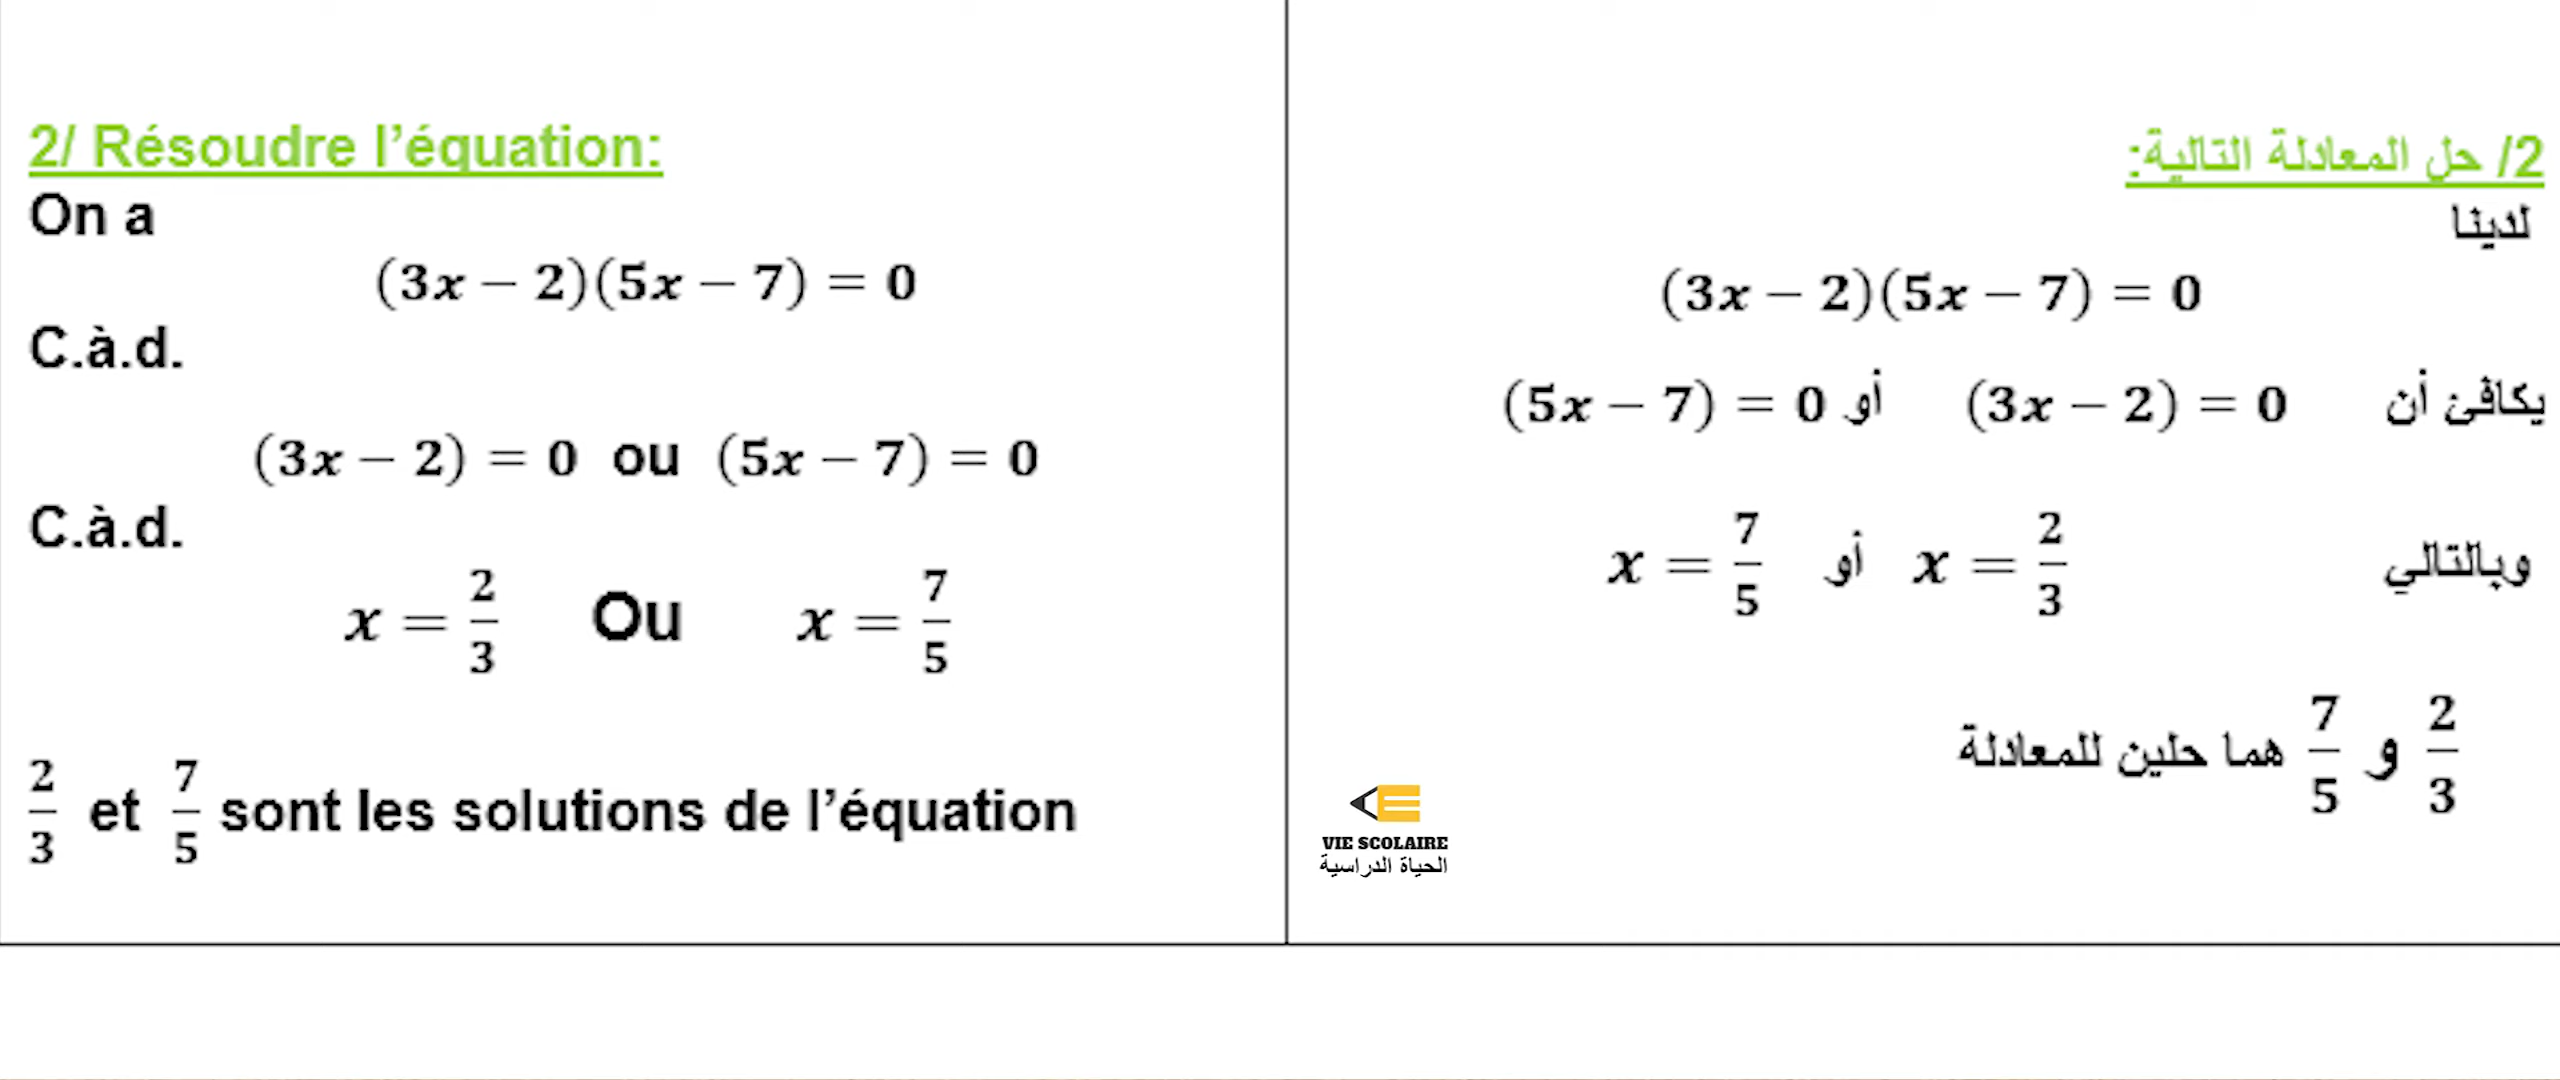 2/ Résoudre l’équation:
On a
(3x − 2)(5x − 7) = 0
C.à.d.
(3x − 2) = 0 ou (5x − 7) = 0
C.à.d.
x = 2/3 Ou x = 7/5
2/3 et 7/5 sont les solutions de l’équation
2/ حل المعادلة التالية:
لدينا
(3x − 2)(5x − 7) = 0
يكافئ أن (3x − 2) = 0 أو (5x − 7) = 0
وبالتالي x = 2/3 أو x = 7/5
2/3 و 7/5 هما حلين للمعادلة
VIE SCOLAIRE
الحياة الدراسية